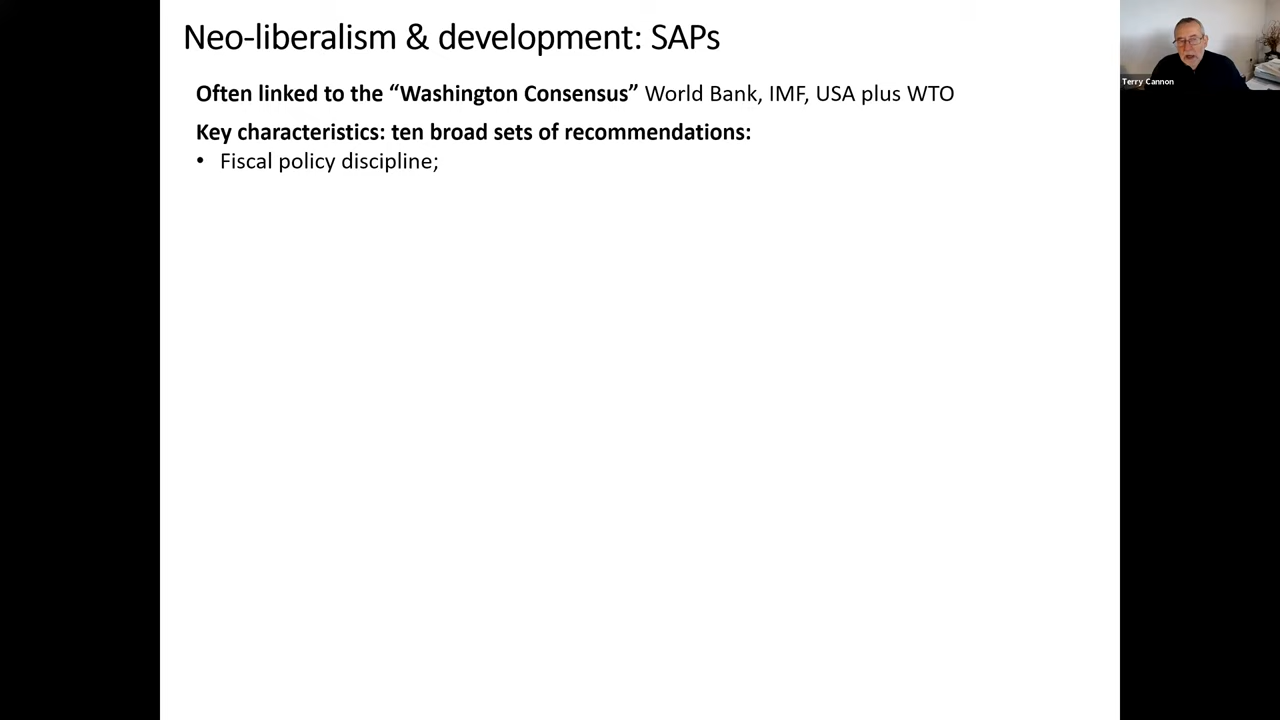 Neo-liberalism & development: SAPs
Often linked to the “Washington Consensus” World Bank, IMF, USA plus WTO
Key characteristics: ten broad sets of recommendations:
• Fiscal policy discipline;
Terry Cannon